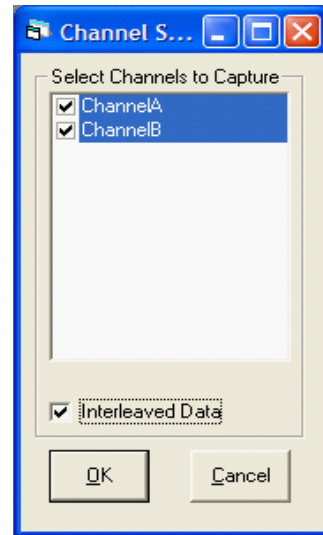 Channel S...
Select Channels to Capture
ChannelA
ChannelB
Interleaved Data
OK
Cancel